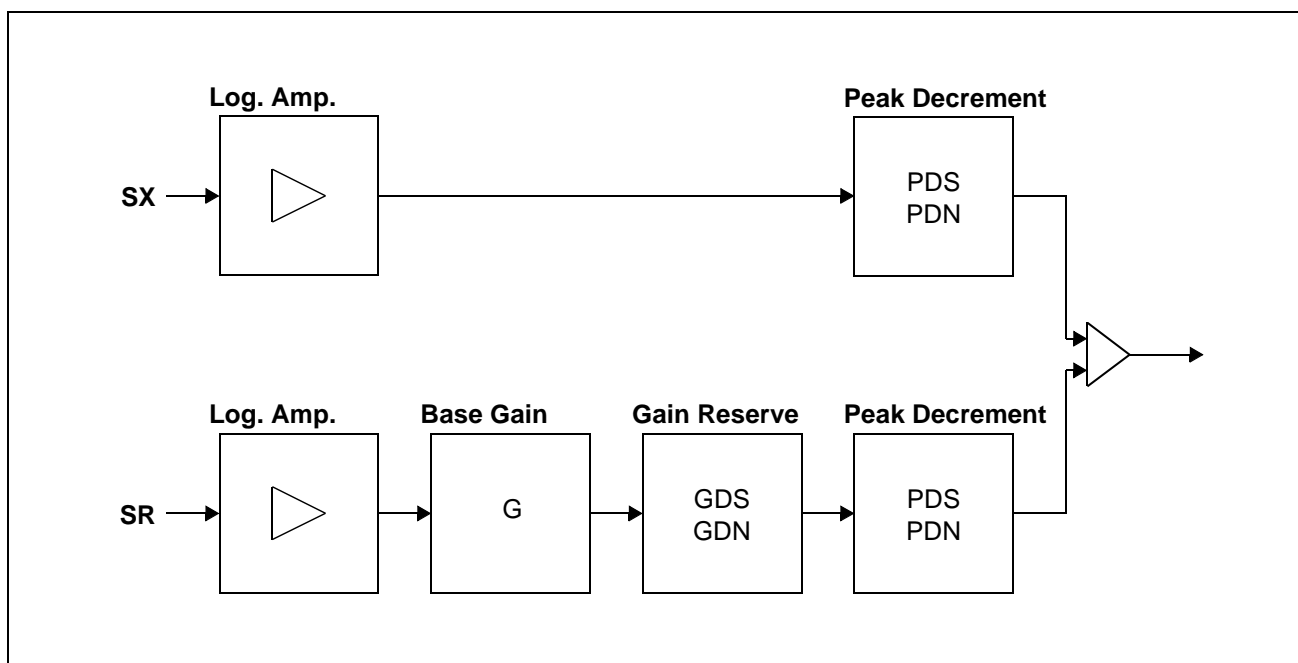 Log. Amp.
Peak Decrement
SX
PDS
PDN
Log. Amp.
Base Gain
Gain Reserve
Peak Decrement
SR
G
GDS
GDN
PDS
PDN